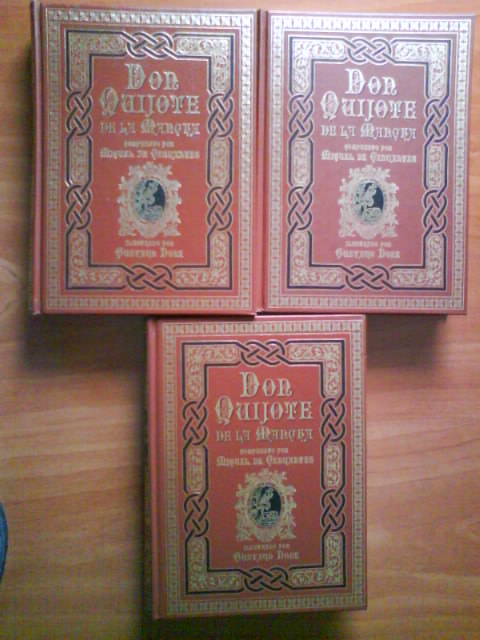 Don
Quijote
de la Mancha
compuesto por
Miguel de Cervantes
ilustrado por
Gustavo Doré
Don
Quijote
de la Mancha
compuesto por
Miguel de Cervantes
ilustrado por
Gustavo Doré
Don
Quijote
de la Mancha
compuesto por
Miguel de Cervantes
ilustrado por
Gustavo Doré